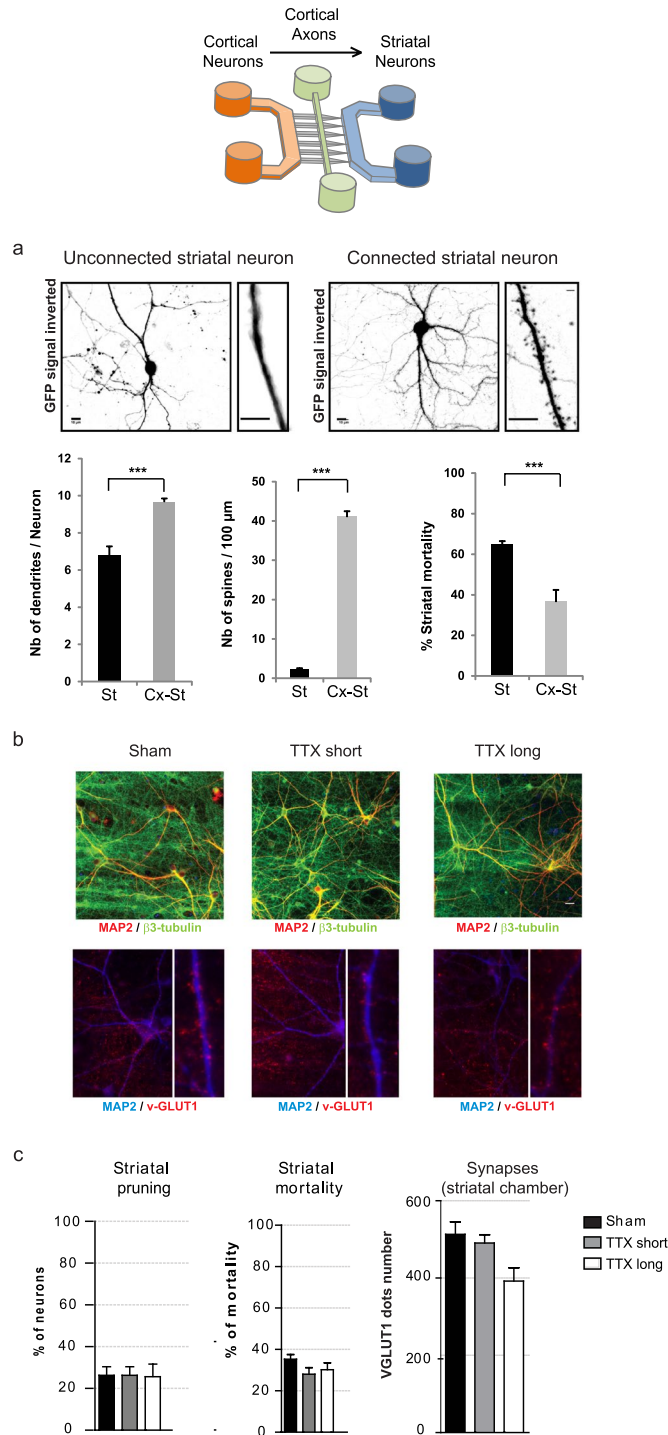 Cortical
Axons
Cortical
Neurons
Striatal
Neurons
a
Unconnected striatal neuron
Connected striatal neuron
GFP signal inverted
GFP signal inverted
Nb of dendrites / Neuron
12
10
8
6
4
2
0
***
St
Cx-St
Nb of spines / 100 µm
50
40
30
20
10
0
***
St
Cx-St
% Striatal mortality
100
80
60
40
20
0
***
St
Cx-St
b
Sham
TTX short
TTX long
MAP2 / β3-tubulin
MAP2 / β3-tubulin
MAP2 / β3-tubulin
MAP2 / v-GLUT1
MAP2 / v-GLUT1
MAP2 / v-GLUT1
c
Striatal
pruning
% of neurons
100
80
60
40
20
0
Striatal
mortality
% of mortality
100
80
60
40
20
0
Synapses
(striatal chamber)
VGLUT1 dots number
600
400
200
0
Sham
TTX short
TTX long